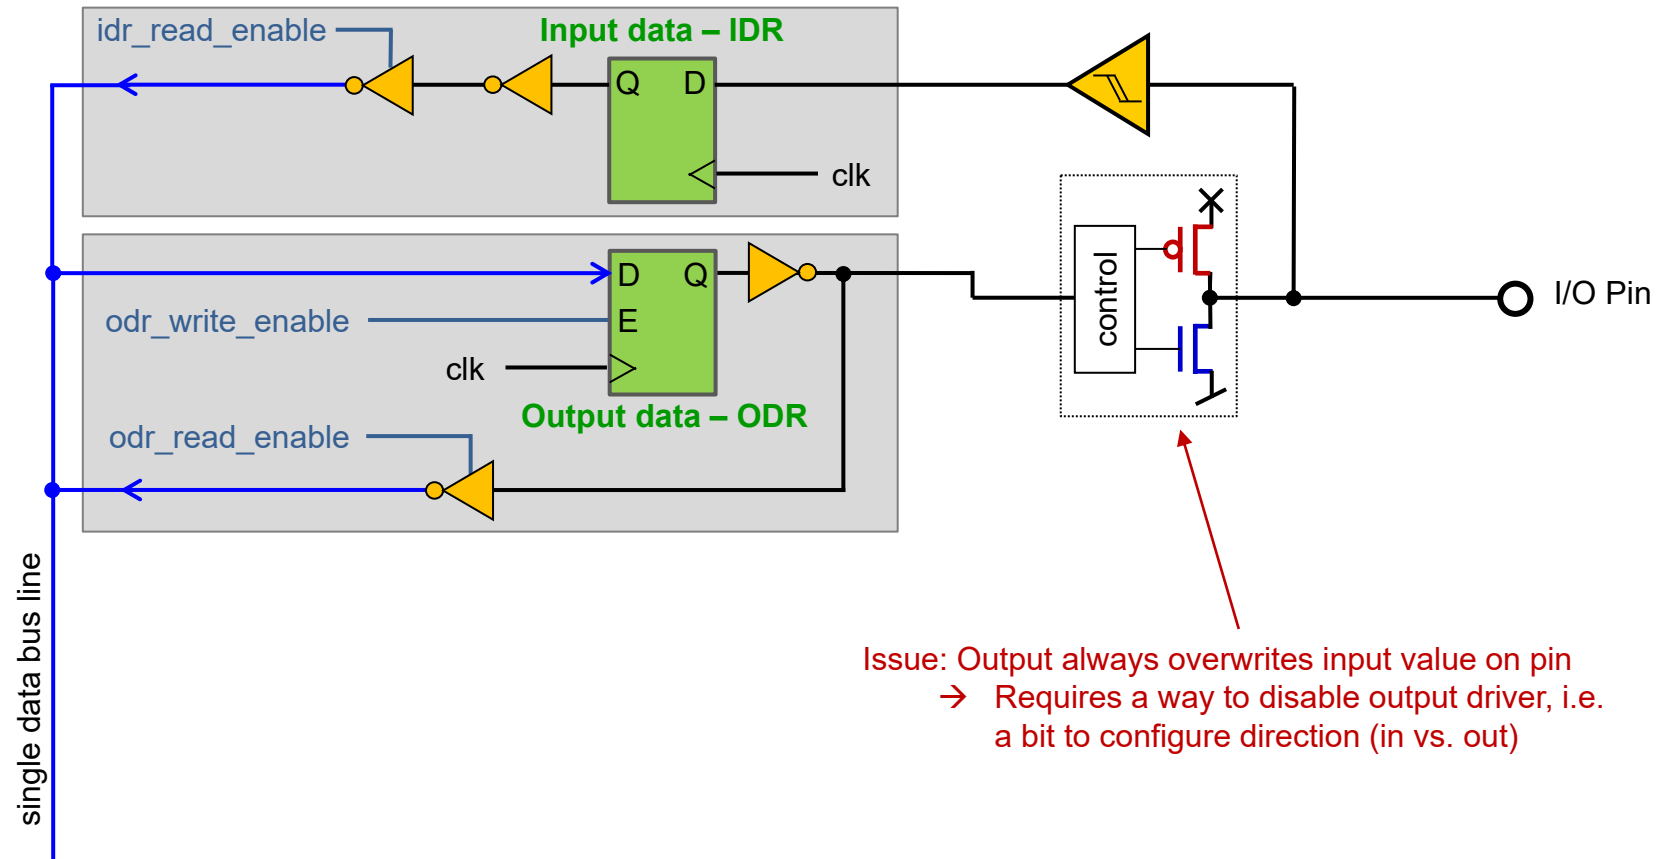 idr_read_enable
Input data – IDR
Q
D
clk
D
Q
odr_write_enable
E
clk
Output data – ODR
odr_read_enable
control
I/O Pin
single data bus line
Issue: Output always overwrites input value on pin
→ Requires a way to disable output driver, i.e.
a bit to configure direction (in vs. out)